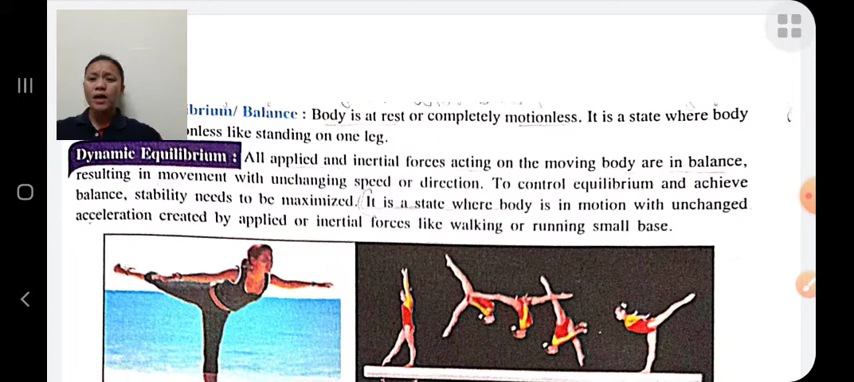 brium/ Balance : Body is at rest or completely motionless. It is a state where body
nless like standing on one leg.
Dynamic Equilibrium : All applied and inertial forces acting on the moving body are in balance,
resulting in movement with unchanging speed or direction. To control equilibrium and achieve
balance, stability needs to be maximized. It is a state where body is in motion with unchanged
acceleration created by applied or inertial forces like walking or running small base.